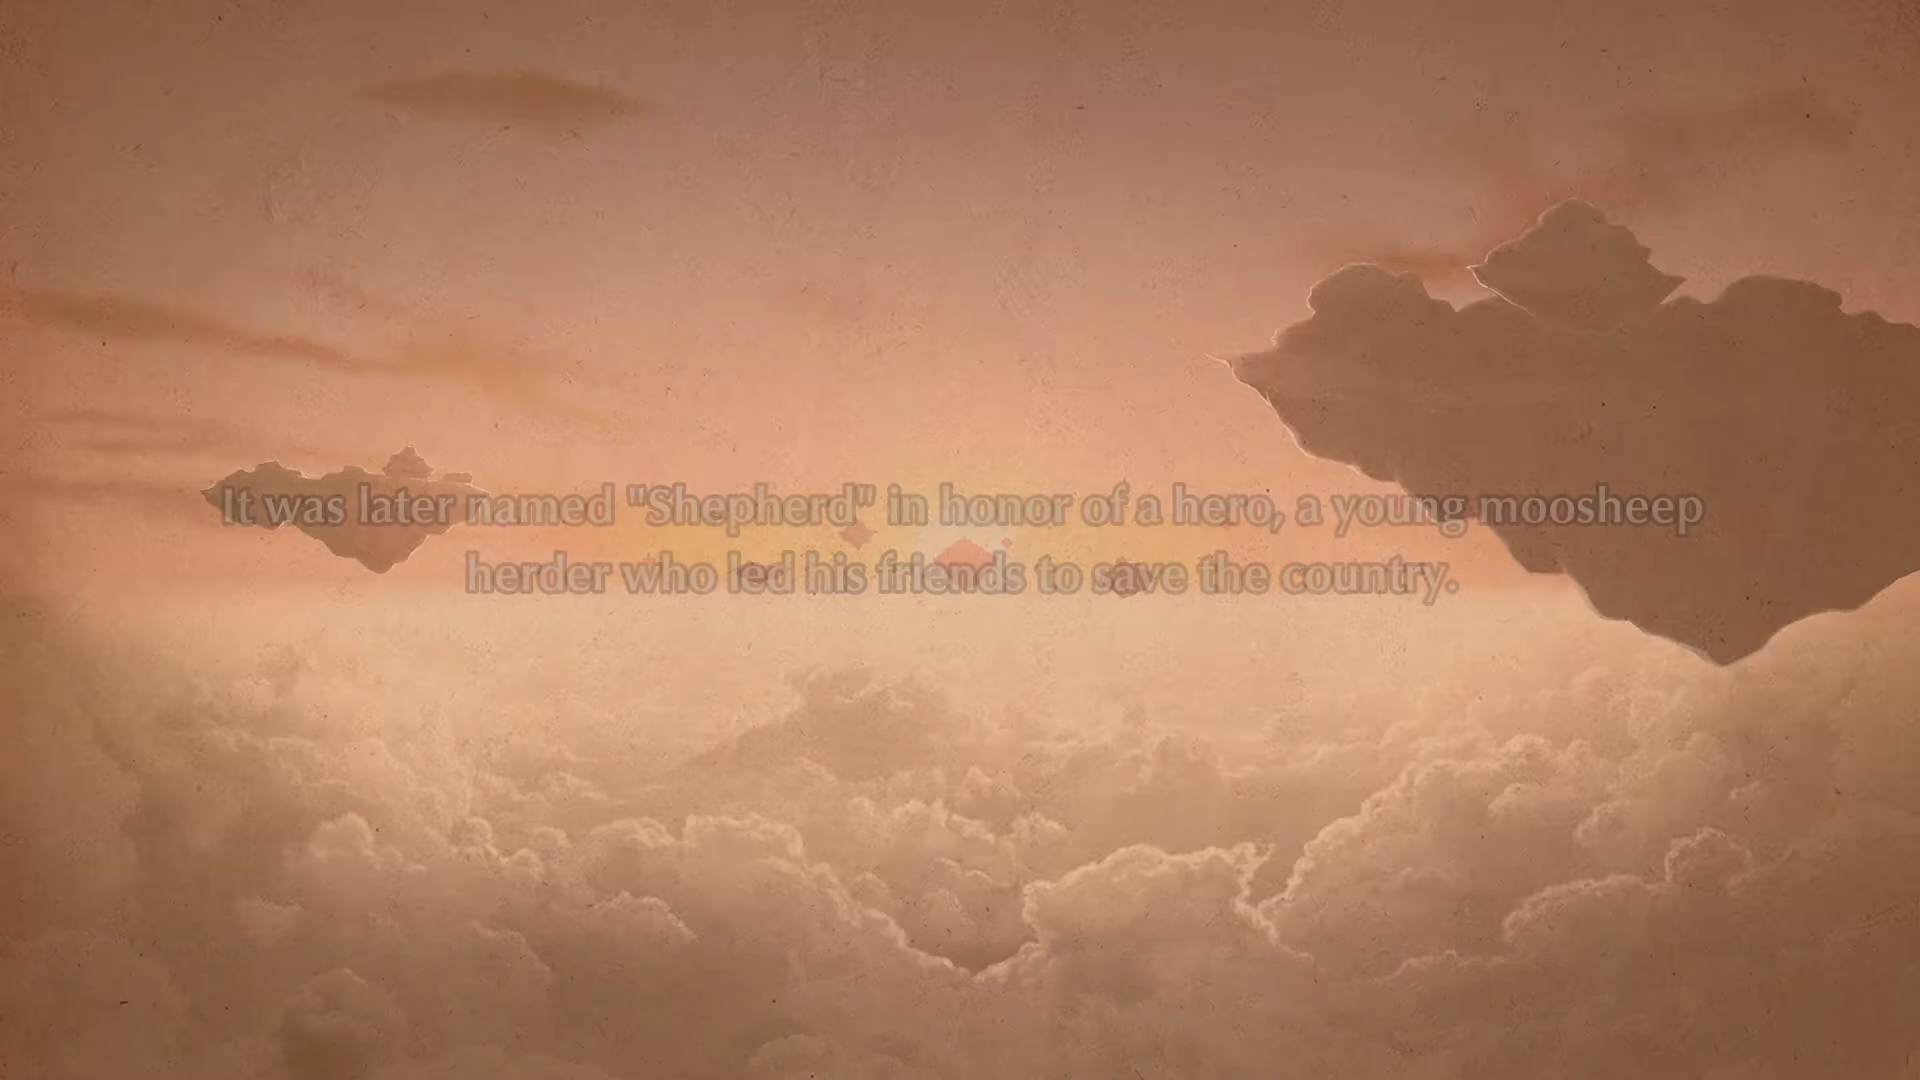 It was later named "Shepherd" in honor of a hero, a young moosheep
herder who led his friends to save the country.